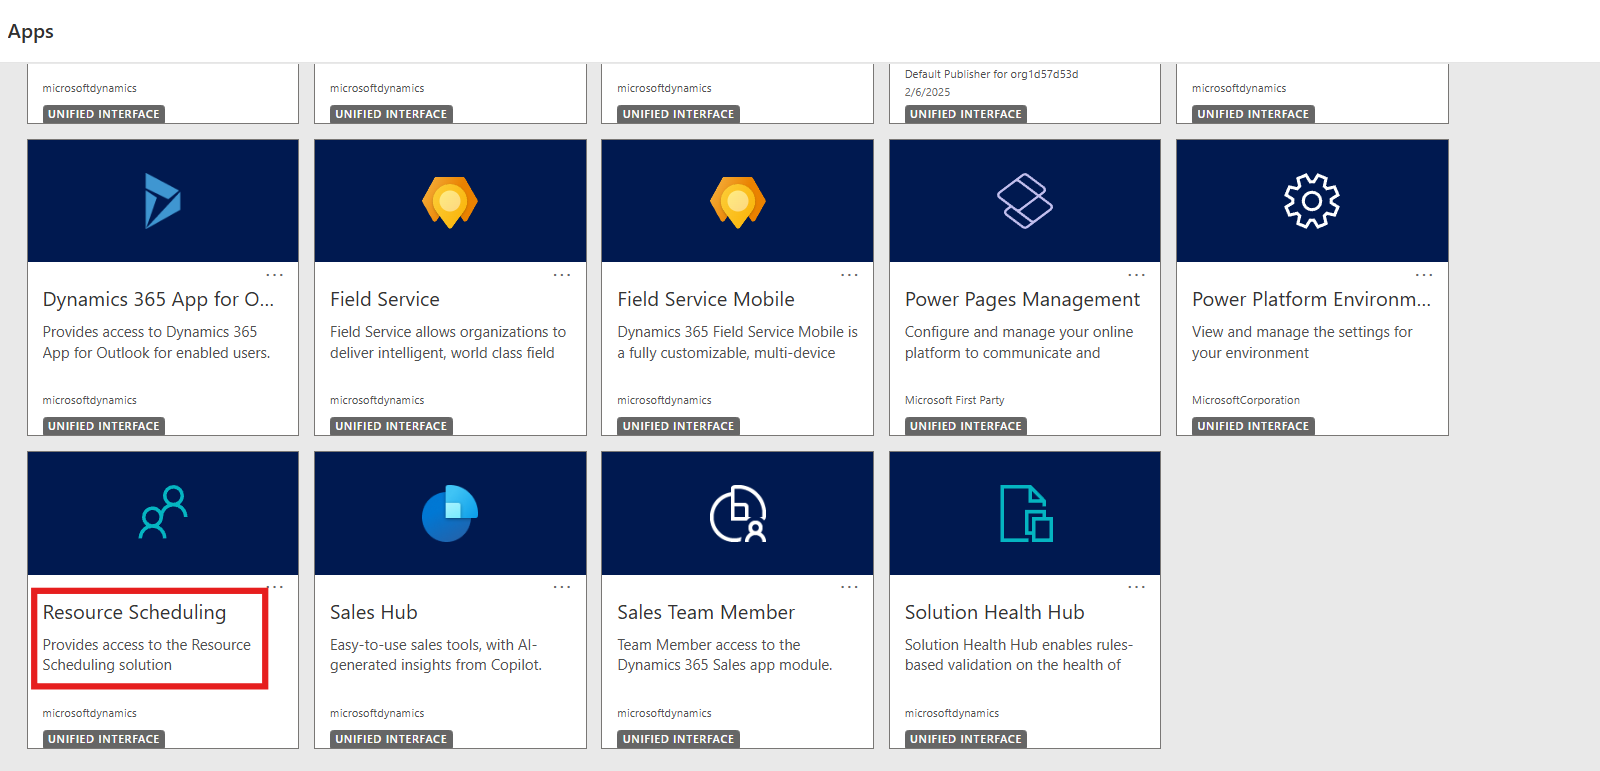 Apps
microsoftdynamics
UNIFIED INTERFACE
microsoftdynamics
UNIFIED INTERFACE
microsoftdynamics
UNIFIED INTERFACE
Default Publisher for org1d57d53d
2/6/2025
UNIFIED INTERFACE
microsoftdynamics
UNIFIED INTERFACE
...
Dynamics 365 App for O...
Provides access to Dynamics 365
App for Outlook for enabled users.
microsoftdynamics
UNIFIED INTERFACE
...
Field Service
Field Service allows organizations to
deliver intelligent, world class field
microsoftdynamics
UNIFIED INTERFACE
...
Field Service Mobile
Dynamics 365 Field Service Mobile is
a fully customizable, multi-device
microsoftdynamics
UNIFIED INTERFACE
...
Power Pages Management
Configure and manage your online
platform to communicate and
Microsoft First Party
UNIFIED INTERFACE
...
Power Platform Environm...
View and manage the settings for
your environment
MicrosoftCorporation
UNIFIED INTERFACE
...
Resource Scheduling
Provides access to the Resource
Scheduling solution
microsoftdynamics
UNIFIED INTERFACE
...
Sales Hub
Easy-to-use sales tools, with AI-
generated insights from Copilot.
microsoftdynamics
UNIFIED INTERFACE
...
Sales Team Member
Team Member access to the
Dynamics 365 Sales app module.
microsoftdynamics
UNIFIED INTERFACE
...
Solution Health Hub
Solution Health Hub enables rules-
based validation on the health of
microsoftdynamics
UNIFIED INTERFACE